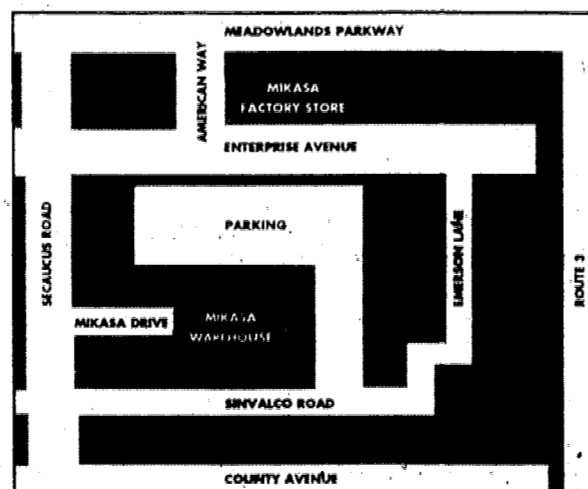 MEADOWLANDS PARKWAY
AMERICAN WAY
MIKASA
FACTORY STORE
ENTERPRISE AVENUE
SECAUCUS ROAD
PARKING
EMERSON LANE
ROUTE 3
MIKASA DRIVE
MIKASA
WAREHOUSE
SINVALCO ROAD
COUNTY AVENUE